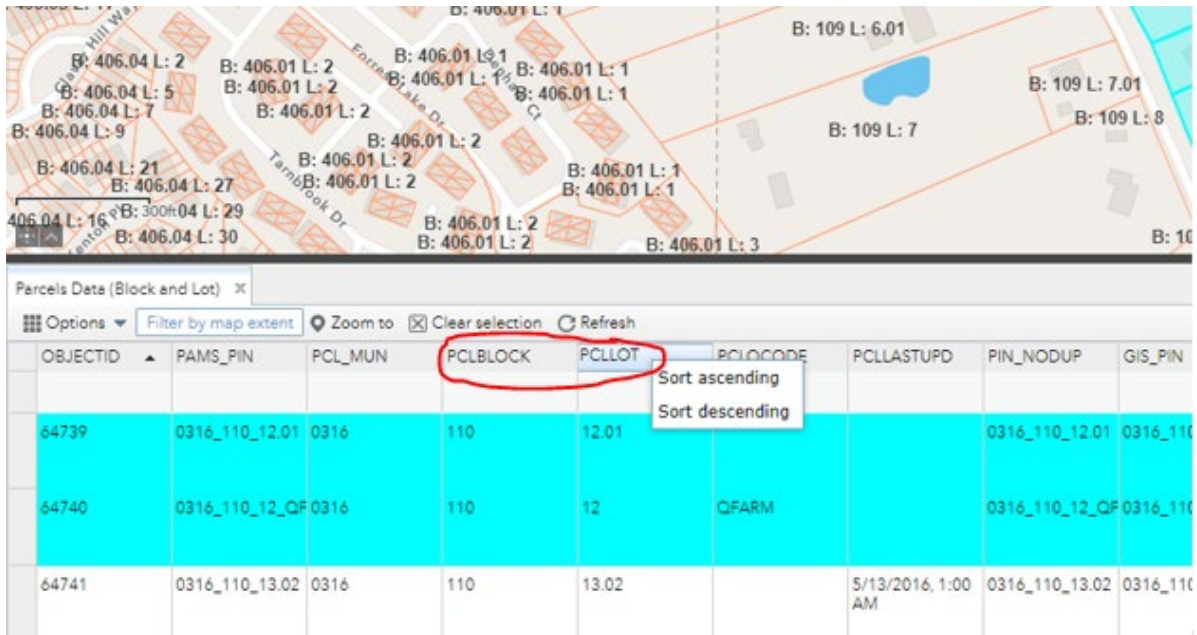 B: 406.01 L: 1
B: 109 L: 6.01
Hill Way
B: 406.04 L: 2
B: 406.01 L: 2
B: 406.01 L: 1
B: 406.01 L: 1
B: 406.01 L: 1
B: 109 L: 7.01
B: 406.04 L: 5
B: 406.01 L: 2
B: 406.01 L: 1
B: 406.04 L: 7
B: 406.01 L: 2
B: 109 L: 8
B: 406.04 L: 9
B: 109 L: 7
B: 406.01 L: 2
B: 406.04 L: 21
B: 406.01 L: 2
B: 406.01 L: 1
B: 406.04 L: 27
B: 406.01 L: 2
B: 406.01 L: 1
Tarnbrook Dr
406.04 L: 16
300ft
04 L: 29
B: 406.01 L: 2
B: 406.04 L: 30
B: 406.01 L: 2
B: 406.01 L: 3
Parcels Data (Block and Lot)
Options Filter by map extent Zoom to Clear selection Refresh
OBJECTID PAMS_PIN PCL_MUN PCLBLOCK PCLLOT PCLQCODE PCLLASTUPD PIN_NODUP GIS_PIN
Sort ascending
Sort descending
64739 0316_110_12.01 0316 110 12.01 0316_110_12.01 0316_110
64740 0316_110_12_QF 0316 110 12 QFARM 0316_110_12_QF 0316_110
64741 0316_110_13.02 0316 110 13.02 5/13/2016, 1:00 0316_110_13.02 0316_110
AM